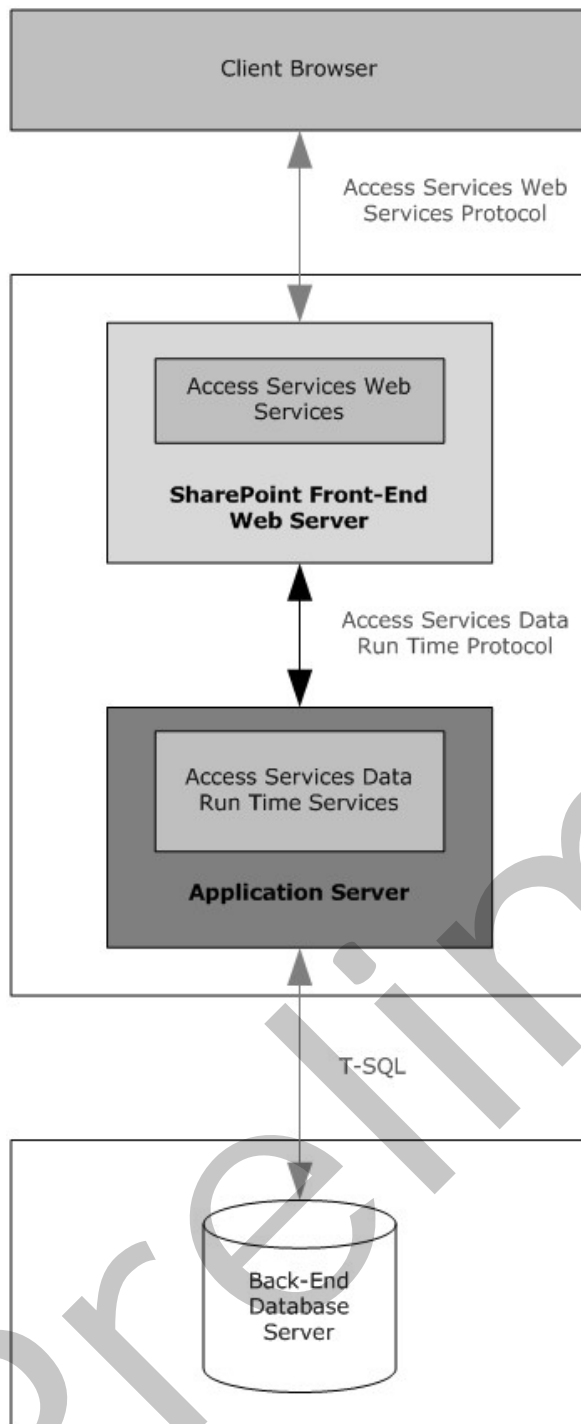 Client Browser
Access Services Web
Services Protocol
Access Services Web
Services
SharePoint Front-End
Web Server
Access Services Data
Run Time Protocol
Access Services Data
Run Time Services
Application Server
T-SQL
Back-End
Database
Server
Prelim